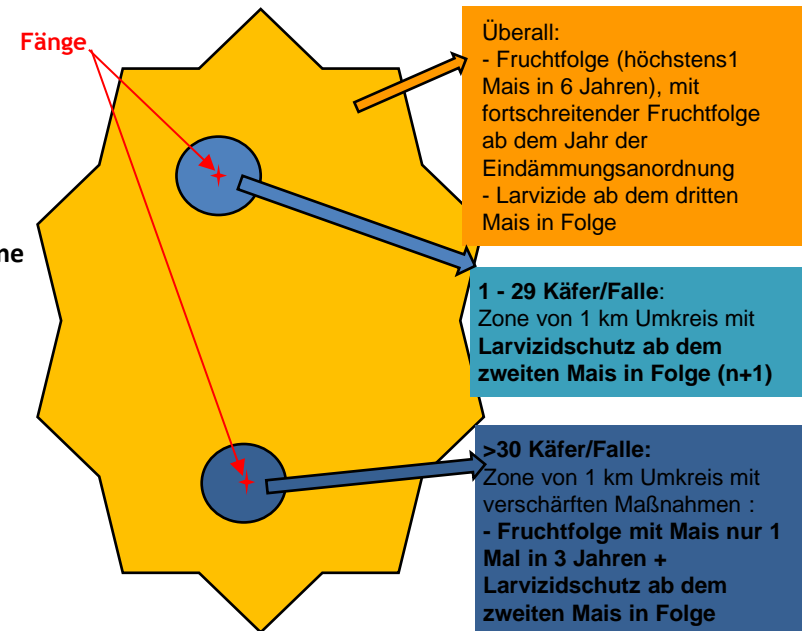 Fänge
ne
Überall:
- Fruchtfolge (höchstens1
Mais in 6 Jahren), mit
fortschreitender Fruchtfolge
ab dem Jahr der
Eindämmungsanordnung
- Larvizide ab dem dritten
Mais in Folge
1 - 29 Käfer/Falle:
Zone von 1 km Umkreis mit
Larvizidschutz ab dem
zweiten Mais in Folge (n+1)
>30 Käfer/Falle:
Zone von 1 km Umkreis mit
verschärften Maßnahmen :
- Fruchtfolge mit Mais nur 1
Mal in 3 Jahren +
Larvizidschutz ab dem
zweiten Mais in Folge